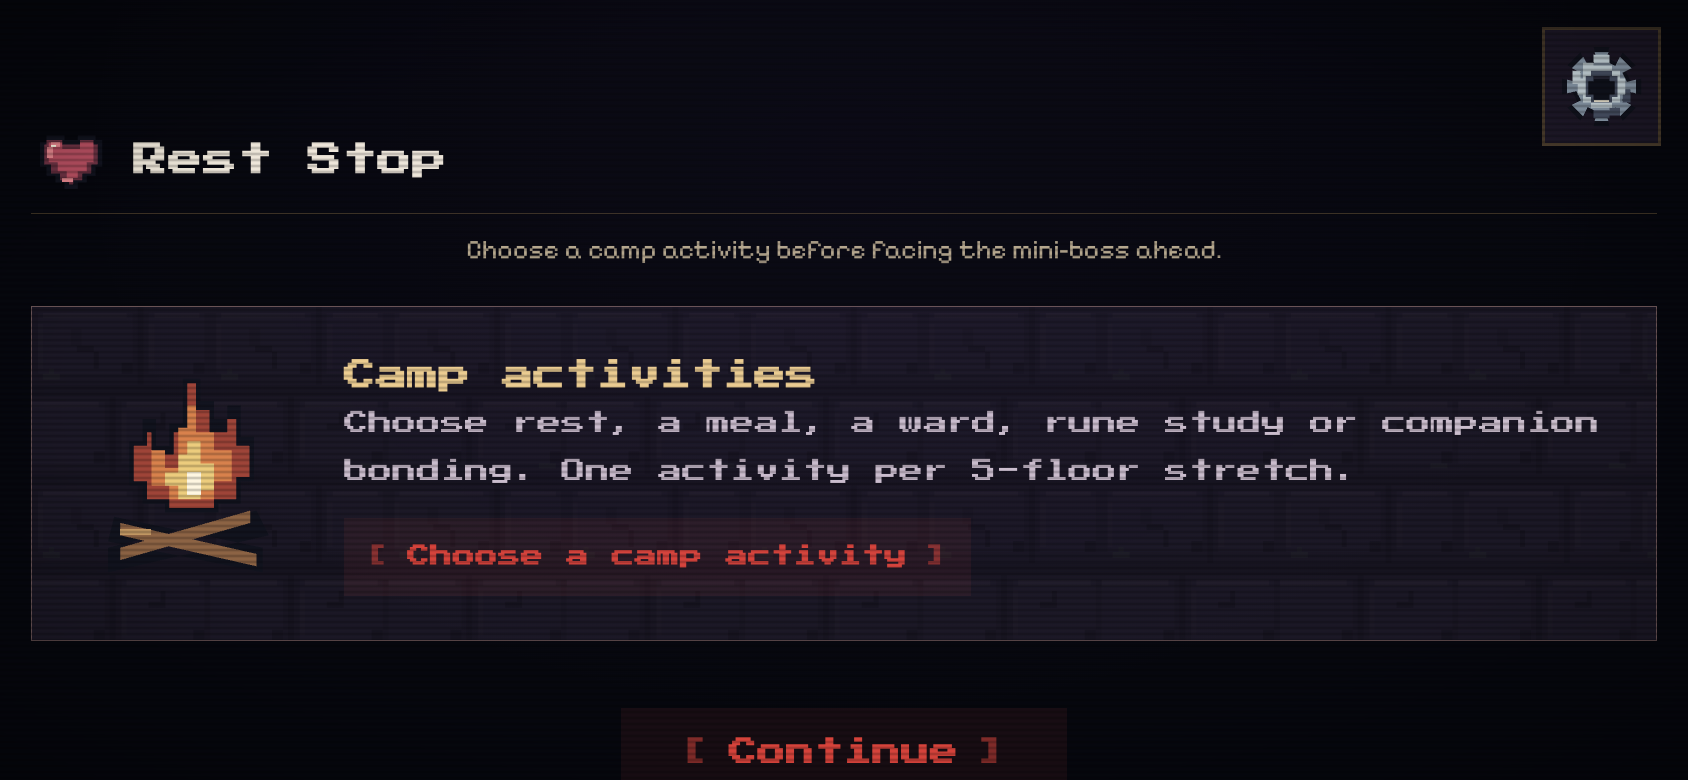 Rest Stop
Choose a camp activity before facing the mini-boss ahead.
Camp activities
Choose rest, a meal, a ward, rune study or companion
bonding. One activity per 5-floor stretch.
[ Choose a camp activity ]
[ Continue ]